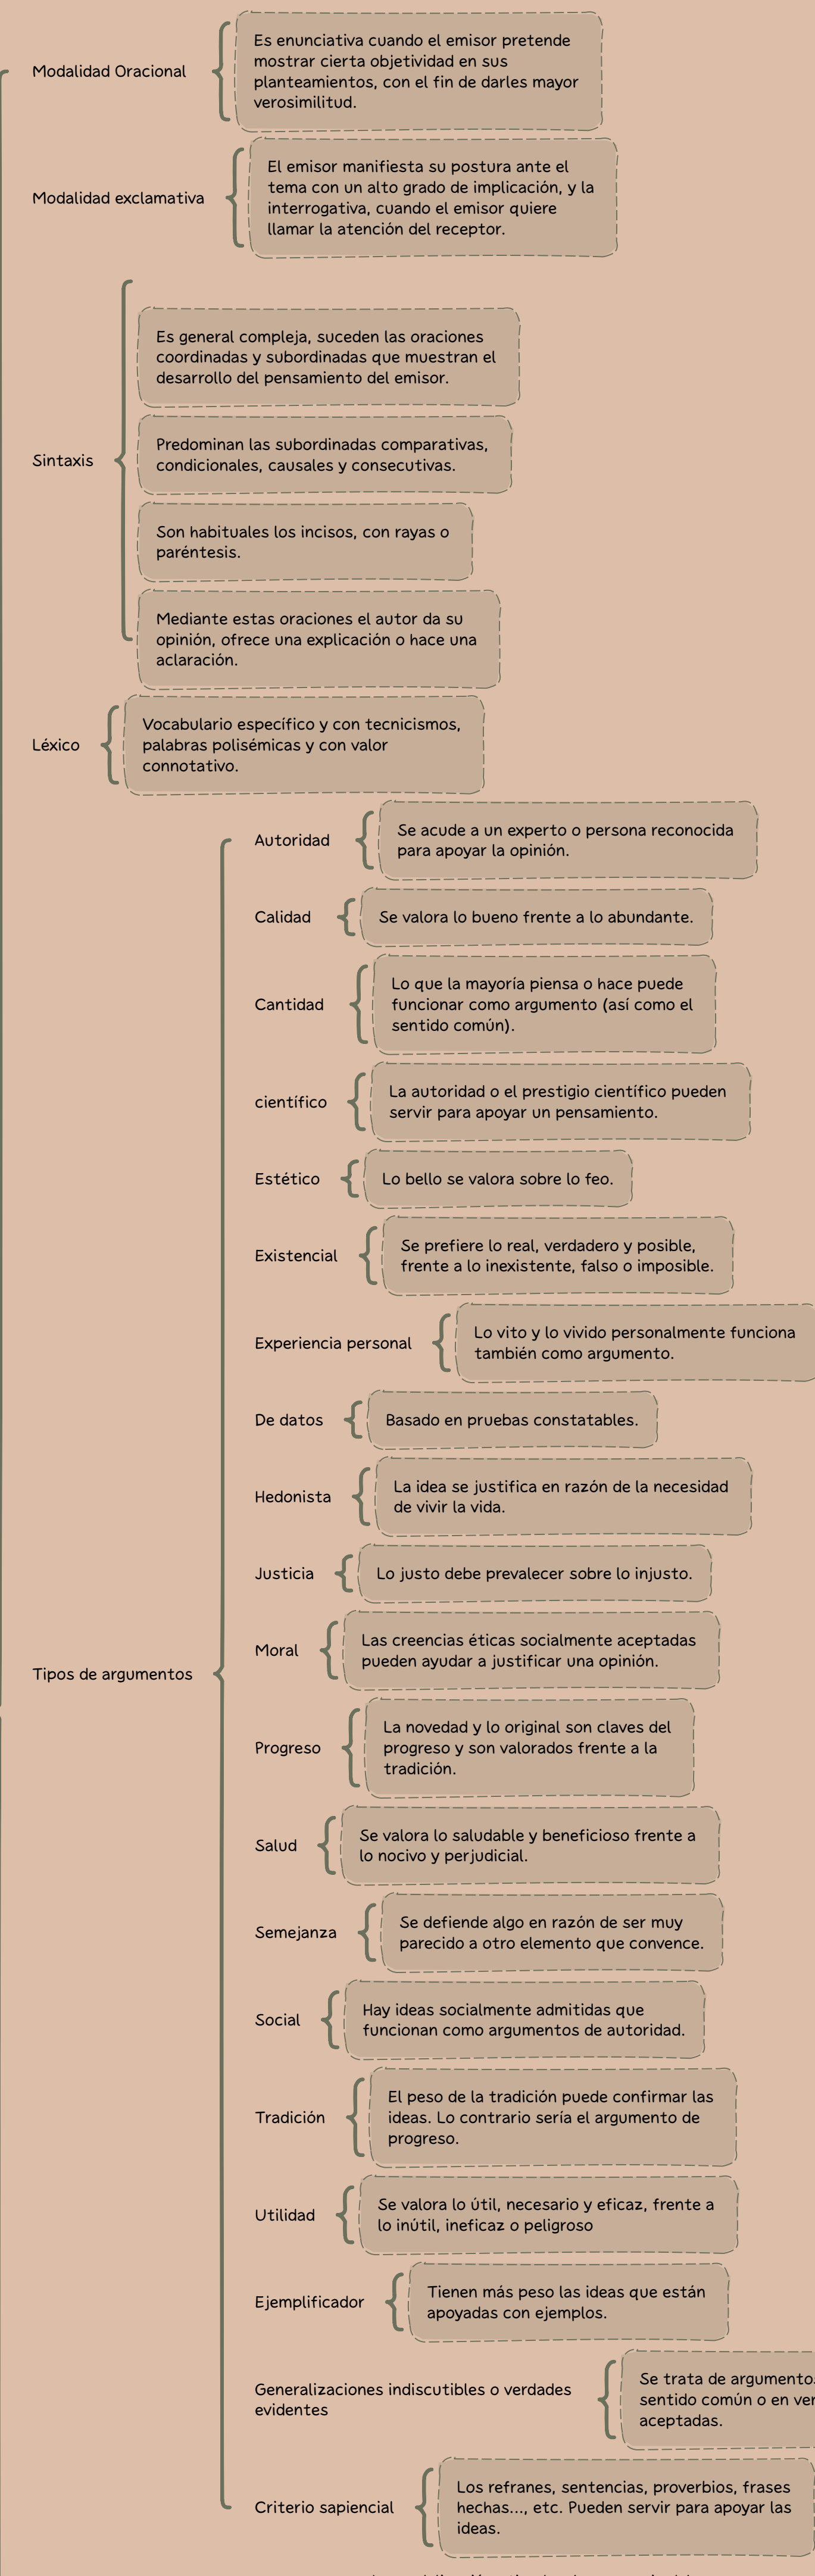 Modalidad Oracional
Es enunciativa cuando el emisor pretende
mostrar cierta objetividad en sus
planteamientos, con el fin de darles mayor
verosimilitud.
Modalidad exclamativa
El emisor manifiesta su postura ante el
tema con un alto grado de implicación, y la
interrogativa, cuando el emisor quiere
llamar la atención del receptor.
Sintaxis
Es general compleja, suceden las oraciones
coordinadas y subordinadas que muestran el
desarrollo del pensamiento del emisor.
Predominan las subordinadas comparativas,
condicionales, causales y consecutivas.
Son habituales los incisos, con rayas o
paréntesis.
Mediante estas oraciones el autor da su
opinión, ofrece una explicación o hace una
aclaración.
Léxico
Vocabulario específico y con tecnicismos,
palabras polisémicas y con valor
connotativo.
Tipos de argumentos
Autoridad
Se acude a un experto o persona reconocida
para apoyar la opinión.
Calidad
Se valora lo bueno frente a lo abundante.
Cantidad
Lo que la mayoría piensa o hace puede
funcionar como argumento (así como el
sentido común).
científico
La autoridad o el prestigio científico pueden
servir para apoyar un pensamiento.
Estético
Lo bello se valora sobre lo feo.
Existencial
Se prefiere lo real, verdadero y posible,
frente a lo inexistente, falso o imposible.
Experiencia personal
Lo vito y lo vivido personalmente funciona
también como argumento.
De datos
Basado en pruebas constatables.
Hedonista
La idea se justifica en razón de la necesidad
de vivir la vida.
Justicia
Lo justo debe prevalecer sobre lo injusto.
Moral
Las creencias éticas socialmente aceptadas
pueden ayudar a justificar una opinión.
Progreso
La novedad y lo original son claves del
progreso y son valorados frente a la
tradición.
Salud
Se valora lo saludable y beneficioso frente a
lo nocivo y perjudicial.
Semejanza
Se defiende algo en razón de ser muy
parecido a otro elemento que convence.
Social
Hay ideas socialmente admitidas que
funcionan como argumentos de autoridad.
Tradición
El peso de la tradición puede confirmar las
ideas. Lo contrario sería el argumento de
progreso.
Utilidad
Se valora lo útil, necesario y eficaz, frente a
lo inútil, ineficaz o peligroso
Ejemplificador
Tienen más peso las ideas que están
apoyadas con ejemplos.
Generalizaciones indiscutibles o verdades
evidentes
Se trata de
sentido común o en
aceptadas.
Criterio sapiencial
Los refranes, sentencias, proverbios, frases
hechas..., etc. Pueden servir para apoyar las
ideas.